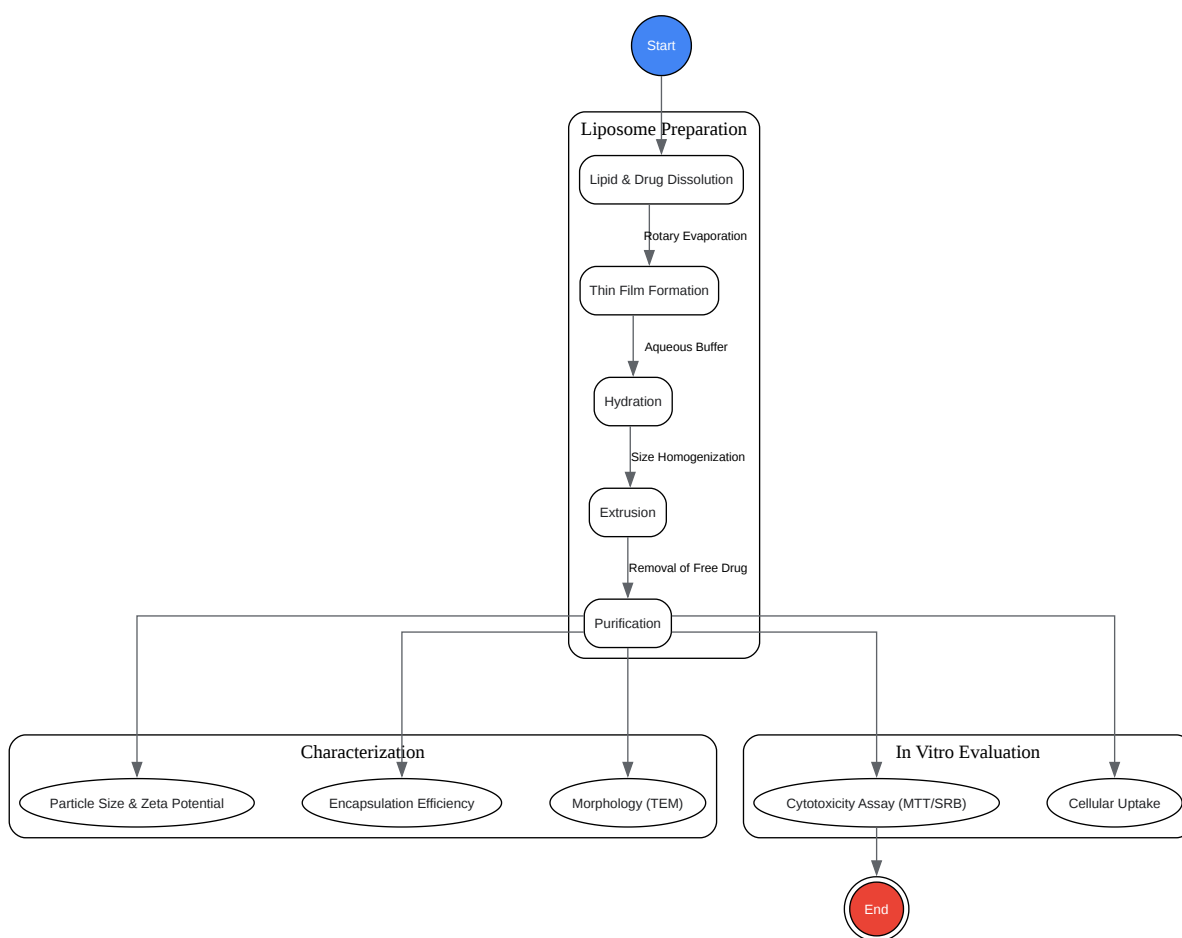 Start
Liposome Preparation
Lipid & Drug Dissolution
Rotary Evaporation
Thin Film Formation
Aqueous Buffer
Hydration
Size Homogenization
Extrusion
Removal of Free Drug
Purification
Characterization
In Vitro Evaluation
Particle Size & Zeta Potential
Encapsulation Efficiency
Morphology (TEM)
Cytotoxicity Assay (MTT/SRB)
Cellular Uptake
End